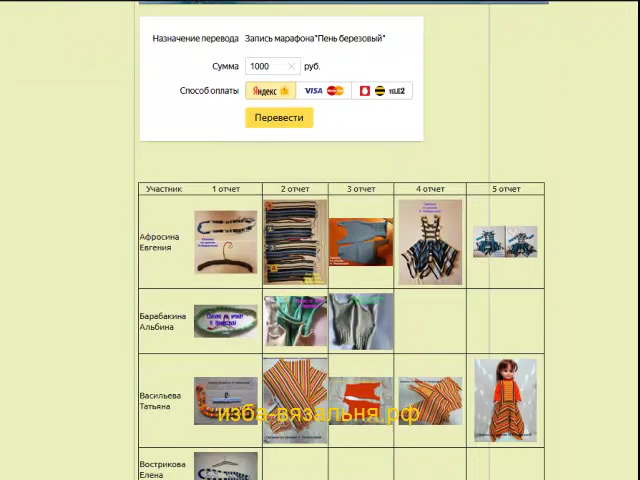 Назначение перевода Запись марафона"Пень березовый"
Сумма 1000 руб.
Способ оплаты Яндекс VISA TELE2
Перевести
Участник 1 отчет 2 отчет 3 отчет 4 отчет 5 отчет
Афросина
Евгения
Барабакина
Альбина
Васильева
Татьяна
изба-вязальня.рф
Вострикова
Елена